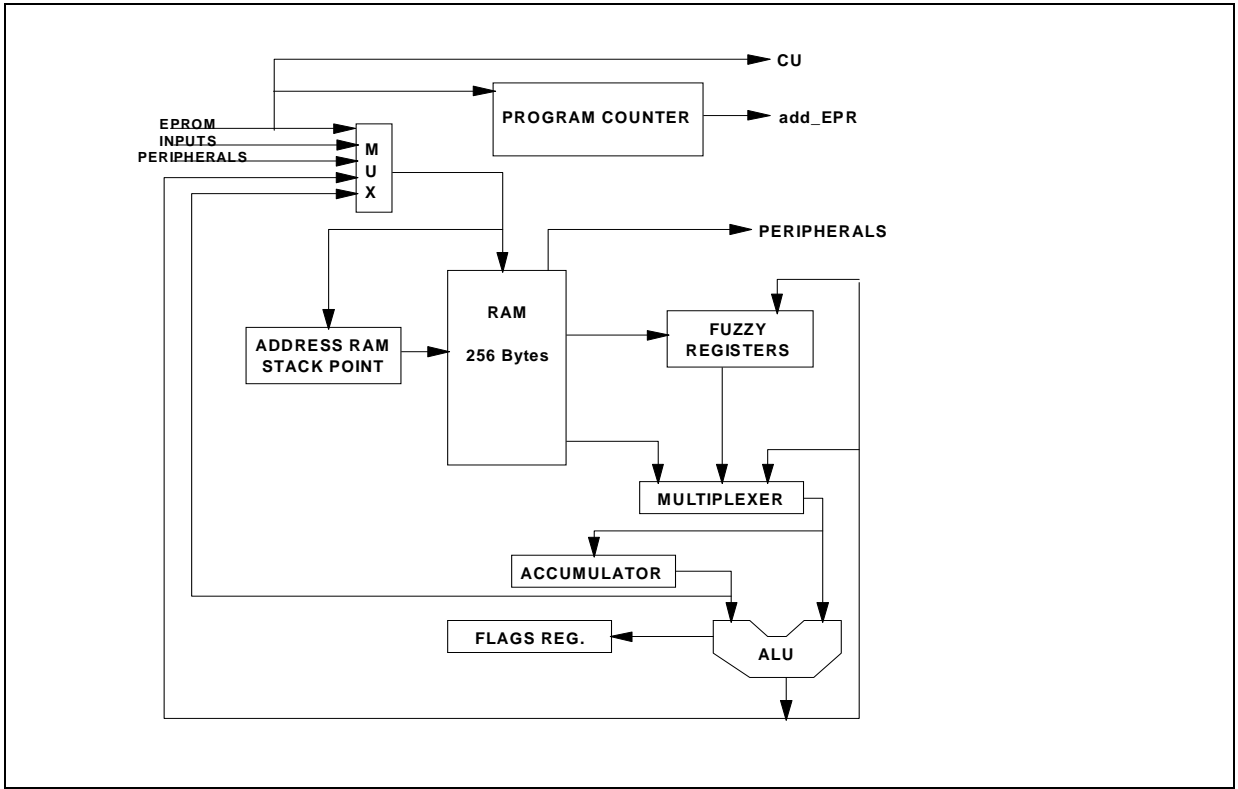 CU
PROGRAM COUNTER
add_EPR
EPROM
INPUTS
PERIPHERALS
M
U
X
PERIPHERALS
RAM
256 Bytes
FUZZY
REGISTERS
ADDRESS RAM
STACK POINT
MULTIPLEXER
ACCUMULATOR
FLAGS REG.
ALU